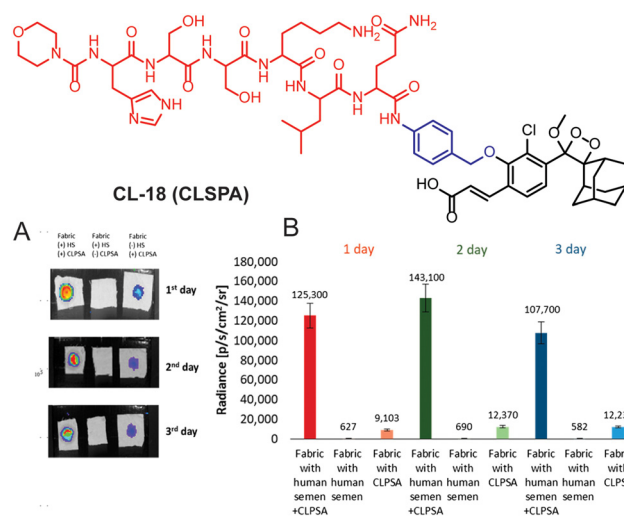 O
N
O
H
N
O
N
H
OH
O
H
N
O
N
H
OH
O
H
N
NH2
O
N
H
O
H
N
O
NH2
O
HN
N
NH
O
Cl
O
O
O
HO
O
CL-18 (CLSPA)
A
Fabric
(+) HS
(+) CLPSA
Fabric
(+) HS
(-) CLPSA
Fabric
(-) HS
(+) CLPSA
1st day
2nd day
3rd day
B
1 day
2 day
3 day
Radiance [p/s/cm²/sr]
180,000
160,000
140,000
120,000
100,000
80,000
60,000
40,000
20,000
0
125,300
627
9,103
143,100
690
12,370
107,700
582
Fabric with human semen +CLPSA
Fabric with human semen
Fabric with CLPSA
Fabric with human semen +CLPSA
Fabric with human semen
Fabric with CLPSA
Fabric with human semen +CLPSA
Fabric with human semen